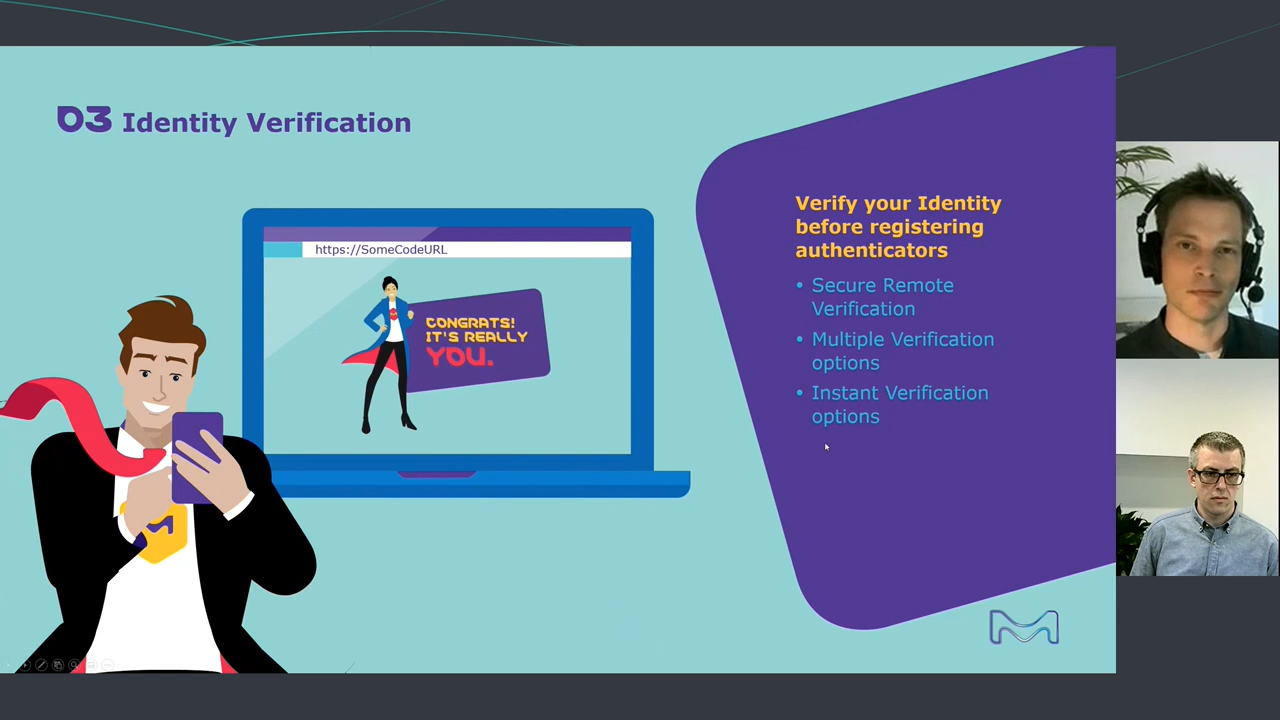 03 Identity Verification
https://SomeCodeURL
CONGRATS!
IT'S REALLY
YOU.
Verify your Identity
before registering
authenticators
• Secure Remote
Verification
• Multiple Verification
options
• Instant Verification
options